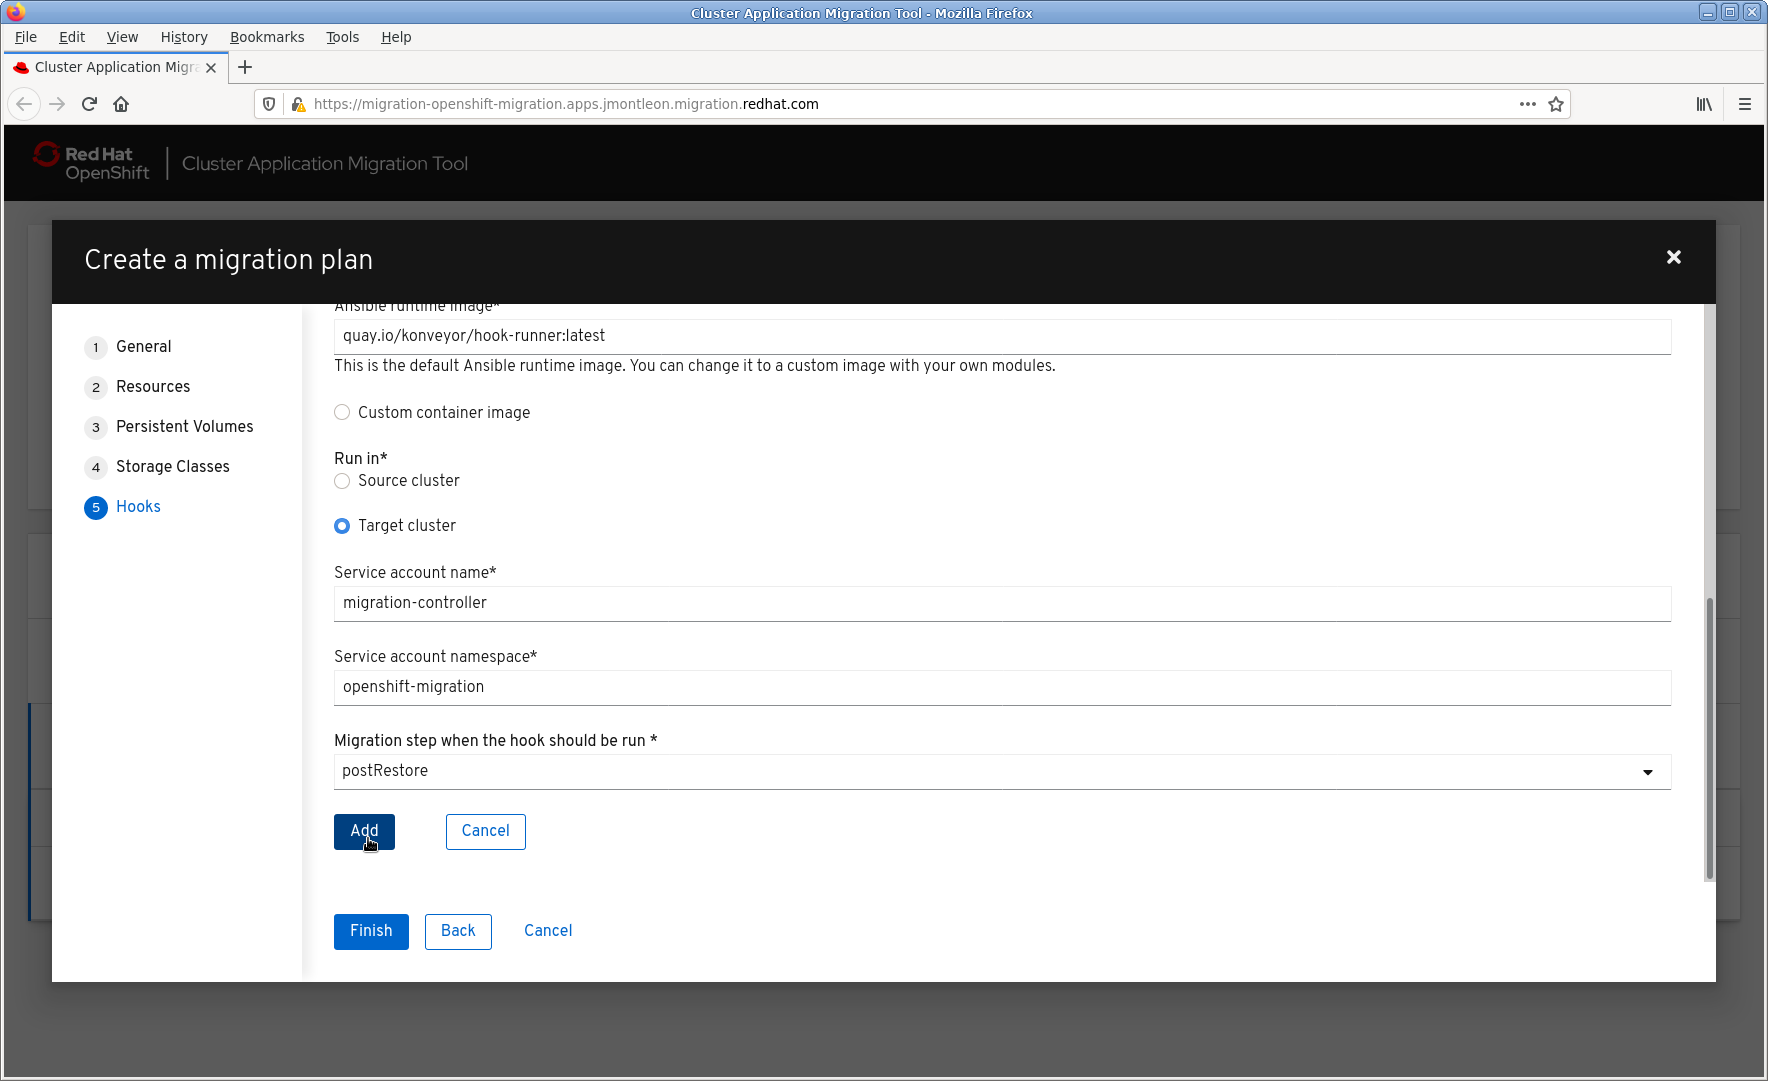 Cluster Application Migration Tool - Mozilla Firefox
File Edit View History Bookmarks Tools Help
Cluster Application Migra
https://migration-openshift-migration.apps.jmontleon.migration.redhat.com
Red Hat
OpenShift
Cluster Application Migration Tool
Create a migration plan
1 General
2 Resources
3 Persistent Volumes
4 Storage Classes
5 Hooks
Ansible runtime image*
quay.io/konveyor/hook-runner:latest
This is the default Ansible runtime image. You can change it to a custom image with your own modules.
Custom container image
Run in*
Source cluster
Target cluster
Service account name*
migration-controller
Service account namespace*
openshift-migration
Migration step when the hook should be run *
postRestore
Add Cancel
Finish Back Cancel